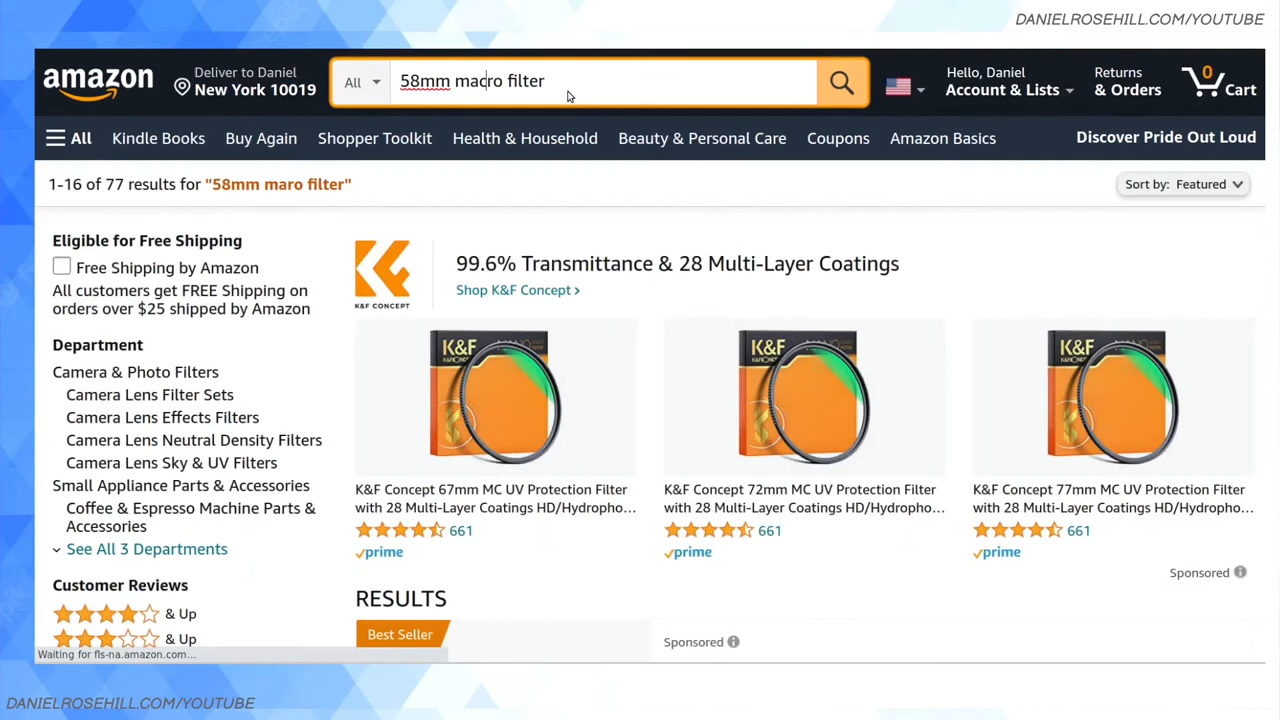 DANIELROSEHILL.COM/YOUTUBE
amazon
Deliver to Daniel
New York 10019
All
58mm macro filter
Hello, Daniel
Account & Lists
Returns
& Orders
0
Cart
All
Kindle Books
Buy Again
Shopper Toolkit
Health & Household
Beauty & Personal Care
Coupons
Amazon Basics
Discover Pride Out Loud
1-16 of 77 results for "58mm maro filter"
Sort by: Featured
Eligible for Free Shipping
Free Shipping by Amazon
All customers get FREE Shipping on
orders over $25 shipped by Amazon
Department
Camera & Photo Filters
Camera Lens Filter Sets
Camera Lens Effects Filters
Camera Lens Neutral Density Filters
Camera Lens Sky & UV Filters
Small Appliance Parts & Accessories
Coffee & Espresso Machine Parts &
Accessories
See All 3 Departments
Customer Reviews
& Up
& Up
Waiting for fls-na.amazon.com...
K&F CONCEPT
99.6% Transmittance & 28 Multi-Layer Coatings
Shop K&F Concept ›
K&F
K&F
K&F
K&F Concept 67mm MC UV Protection Filter
with 28 Multi-Layer Coatings HD/Hydropho...
661
prime
K&F Concept 72mm MC UV Protection Filter
with 28 Multi-Layer Coatings HD/Hydropho...
661
prime
K&F Concept 77mm MC UV Protection Filter
with 28 Multi-Layer Coatings HD/Hydropho...
661
prime
Sponsored
RESULTS
Best Seller
Sponsored
DANIELROSEHILL.COM/YOUTUBE